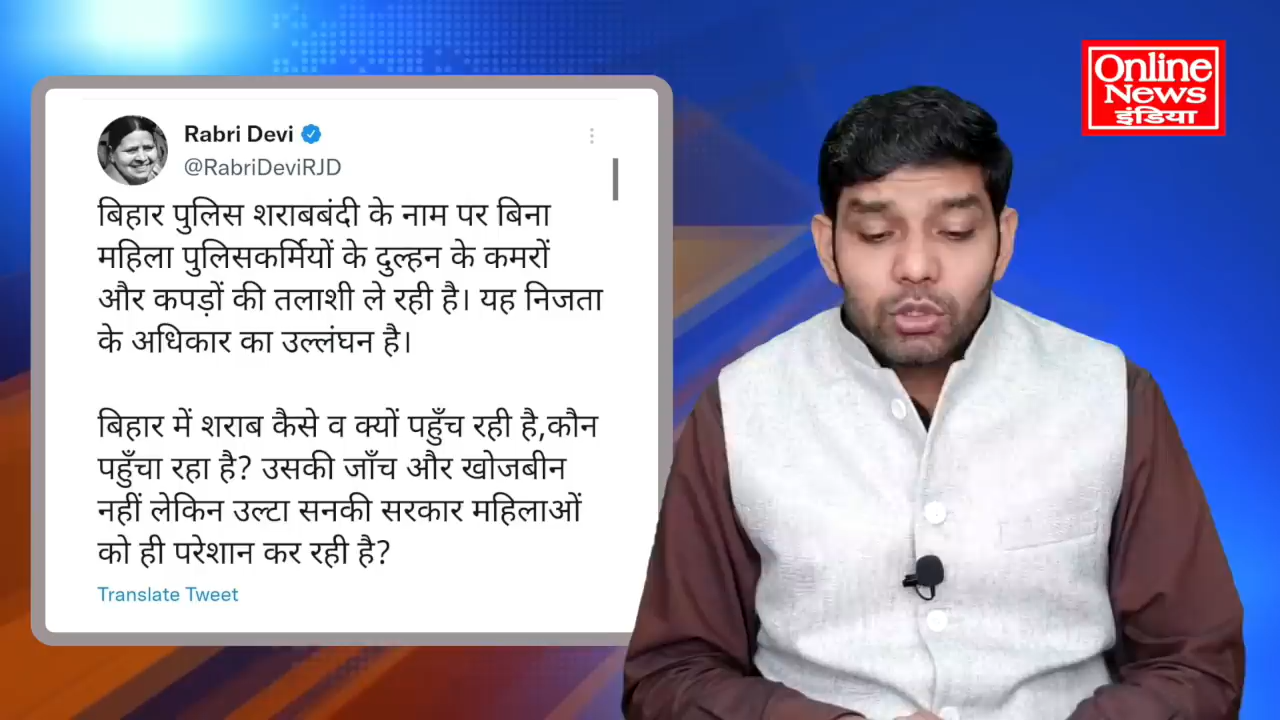 Rabri Devi
@RabriDeviRJD
बिहार पुलिस शराबबंदी के नाम पर बिना
महिला पुलिसकर्मियों के दुल्हन के कमरों
और कपड़ों की तलाशी ले रही है। यह निजता
के अधिकार का उल्लंघन है।
बिहार में शराब कैसे व क्यों पहुँच रही है,कौन
पहुँचा रहा है? उसकी जाँच और खोजबीन
नहीं लेकिन उल्टा सनकी सरकार महिलाओं
को ही परेशान कर रही है?
Translate Tweet
Online
News
इंडिया